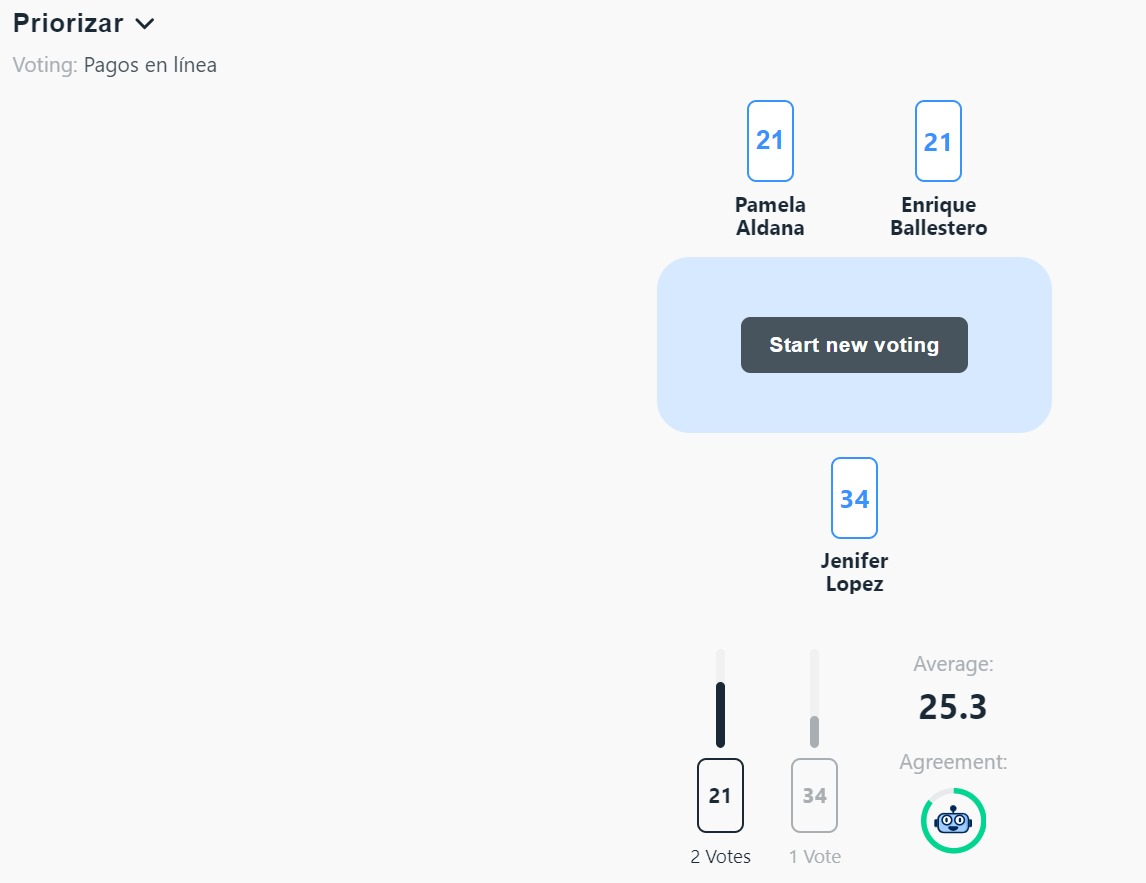 Priorizar
Voting: Pagos en línea
21
21
Pamela
Aldana
Enrique
Ballestero
Start new voting
34
Jenifer
Lopez
Average:
25.3
Agreement:
21
34
2 Votes
1 Vote